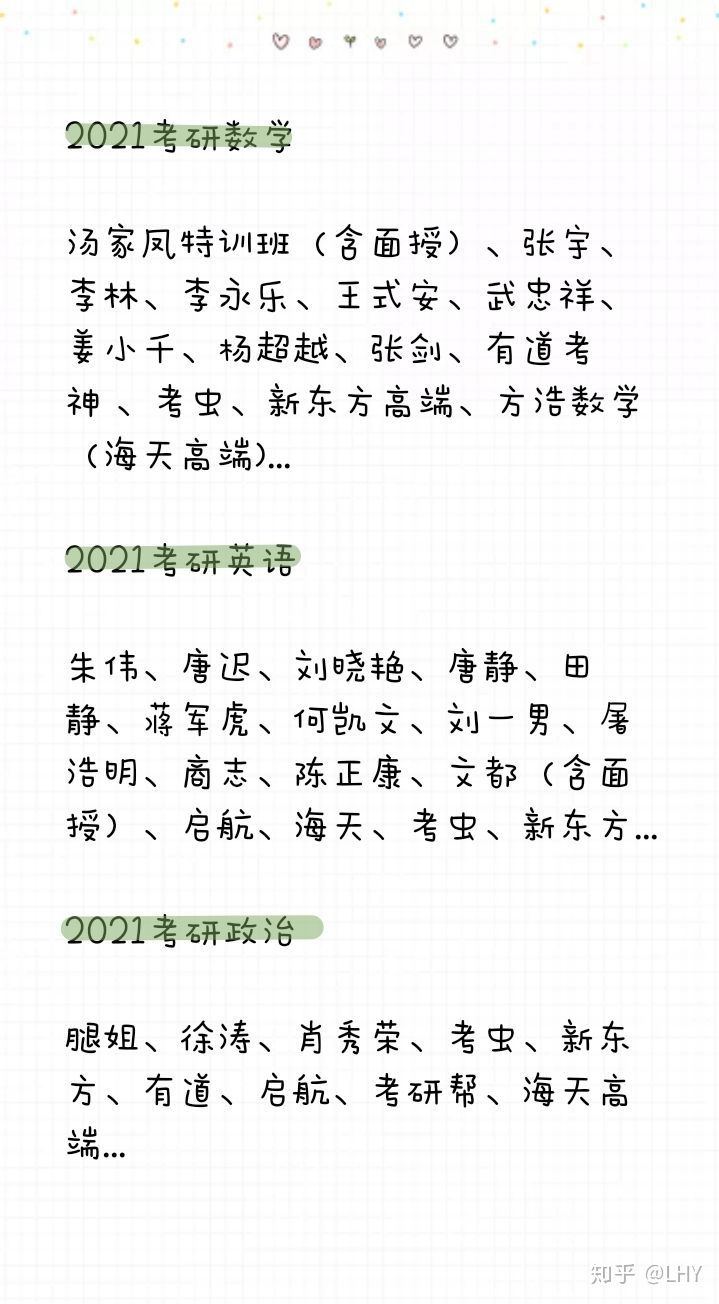 2021考研数学
汤家凤特训班（含面授）、张宇、
李林、李永乐、王式安、武忠祥、
姜小千、杨超越、张剑、有道考
神、考虫、新东方高端、方浩数学
（海天高端)...
2021考研英语
朱伟、唐迟、刘晓艳、唐静、田
静、蒋军虎、何凯文、刘一男、屠
浩明、商志、陈正康、文都（含面
授）、启航、海天、考虫、新东方...
2021考研政治
腿姐、徐涛、肖秀荣、考虫、新东
方、有道、启航、考研帮、海天高
端...
知乎 @LHY